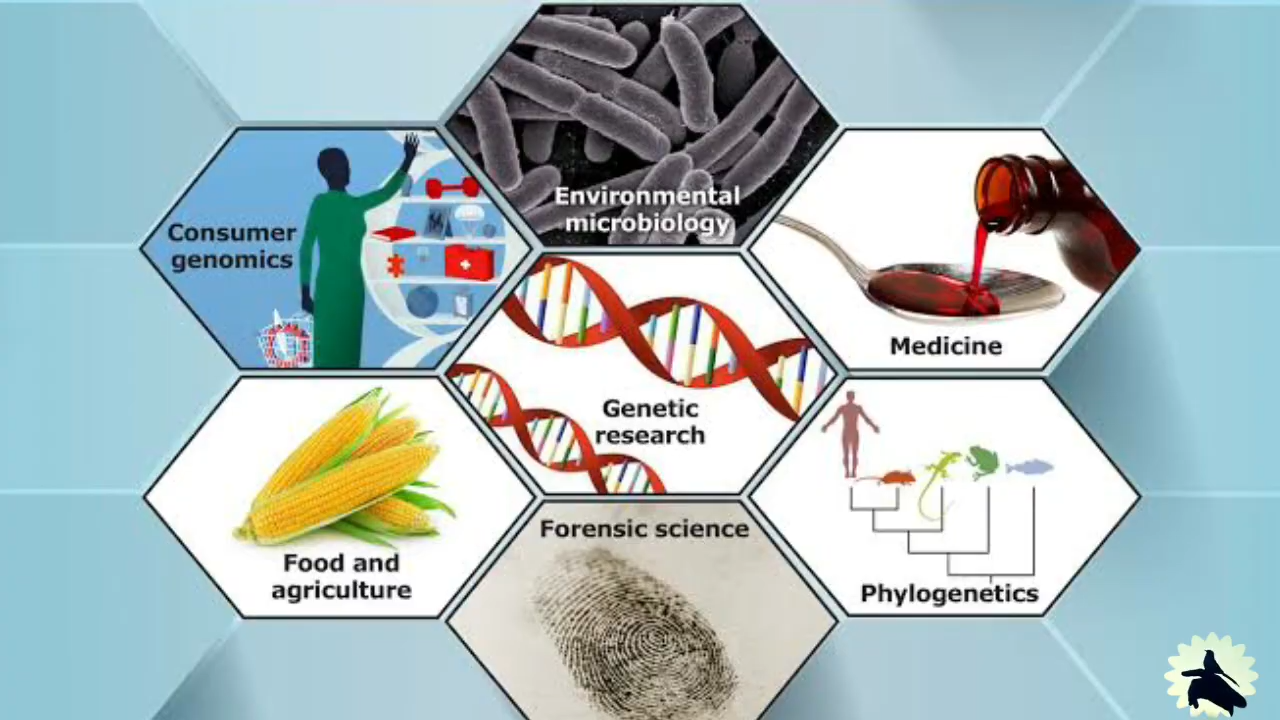 Environmental
microbiology
Consumer
genomics
Medicine
Genetic
research
Food and
agriculture
Forensic science
Phylogenetics